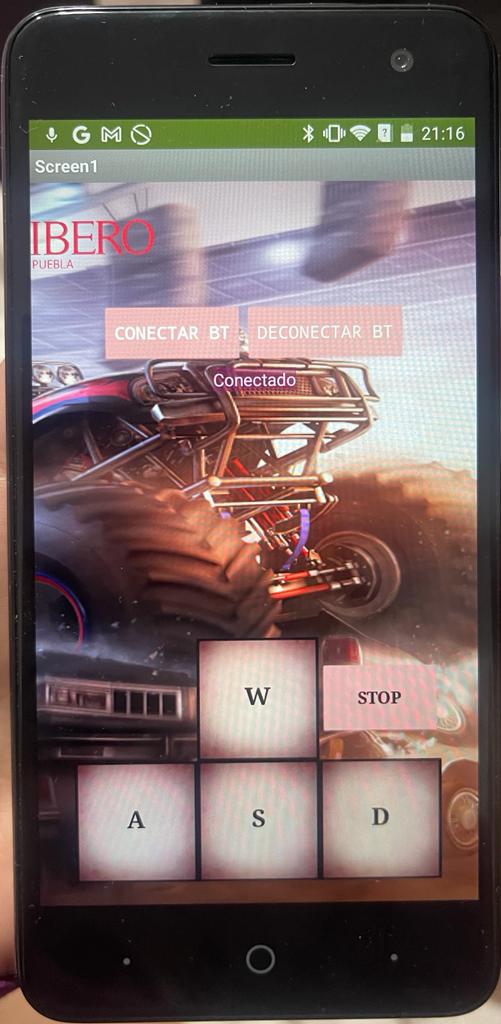 21:16
Screen1
IBERO
PUEBLA
CONECTAR BT DECONECTAR BT
Conectado
W STOP
A S D